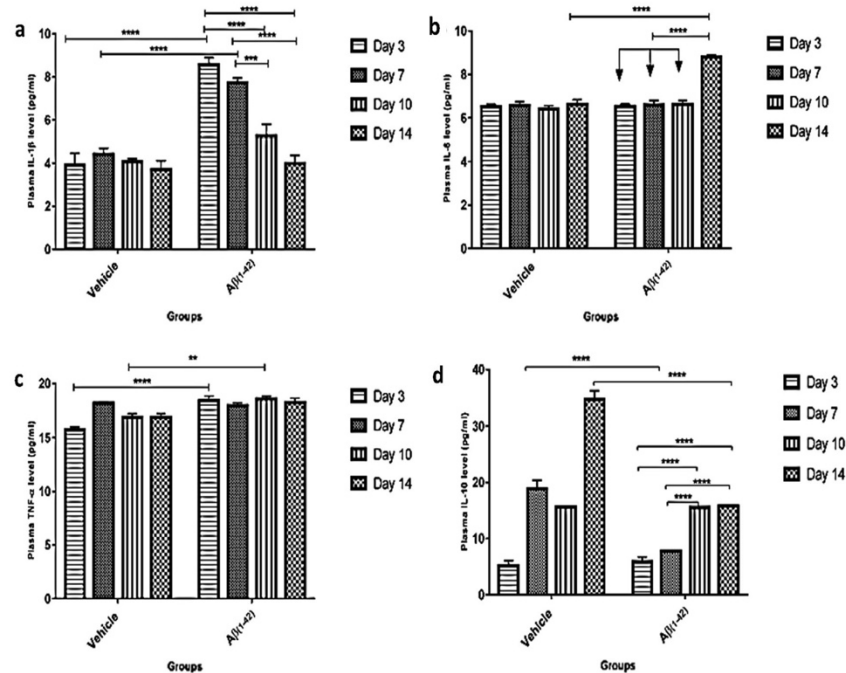 a
****
****
****
****
****
***
Plasma IL-1β level (pg/ml)
10
8
6
4
2
0
Vehicle
Aβ(1-42)
Groups
Day 3
Day 7
Day 10
Day 14
b
****
****
Plasma IL-6 level (pg/ml)
10
8
6
4
2
0
Vehicle
Aβ(1-42)
Groups
Day 3
Day 7
Day 10
Day 14
c
**
****
Plasma TNF-α level (pg/ml)
20
15
10
5
0
Vehicle
Aβ(1-42)
Groups
Day 3
Day 7
Day 10
Day 14
d
****
****
****
****
****
****
Plasma IL-10 level (pg/ml)
40
30
20
10
0
Vehicle
Aβ(1-42)
Groups
Day 3
Day 7
Day 10
Day 14